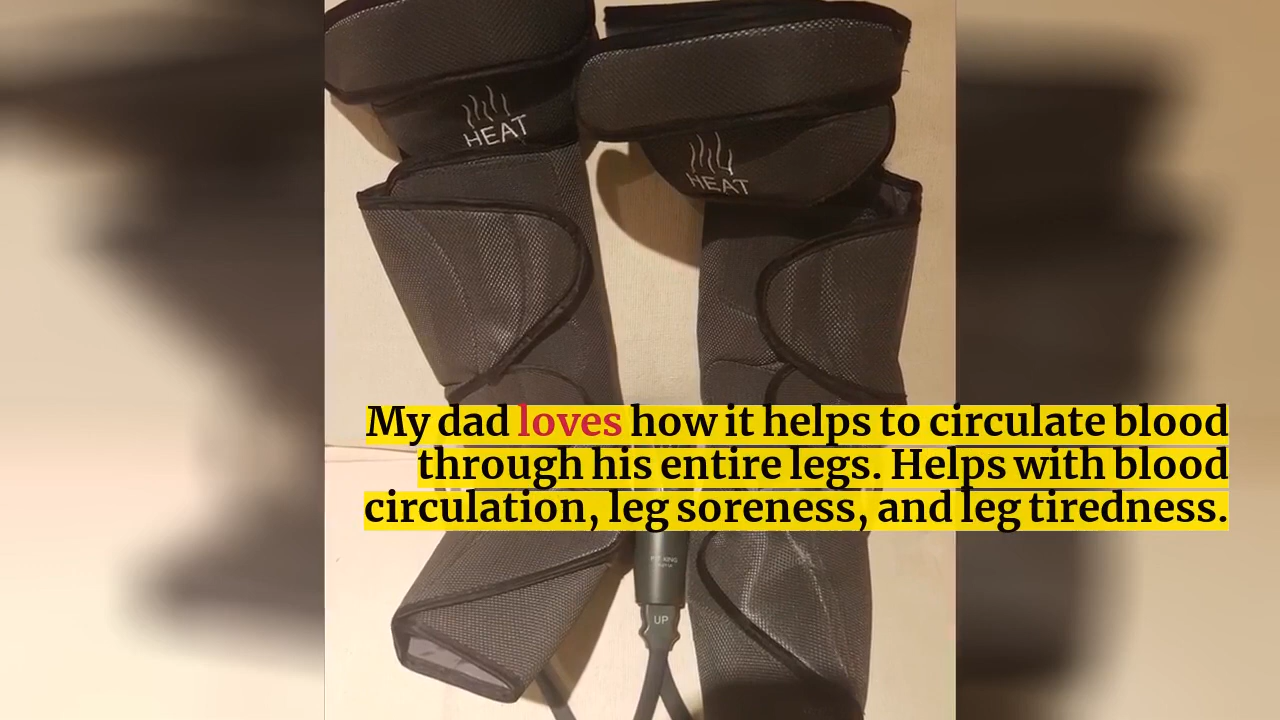 HEAT
HEAT
My dad loves how it helps to circulate blood
through his entire legs. Helps with blood
circulation, leg soreness, and leg tiredness.
UP